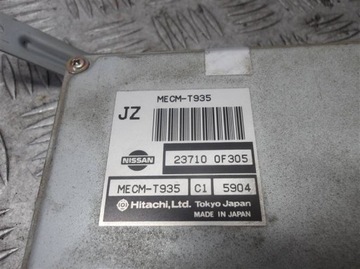 MECM-T935
JZ
NISSAN
23710 0F305
MECM-T935 C1 5904
Hitachi, Ltd. Tokyo Japan
MADE IN JAPAN